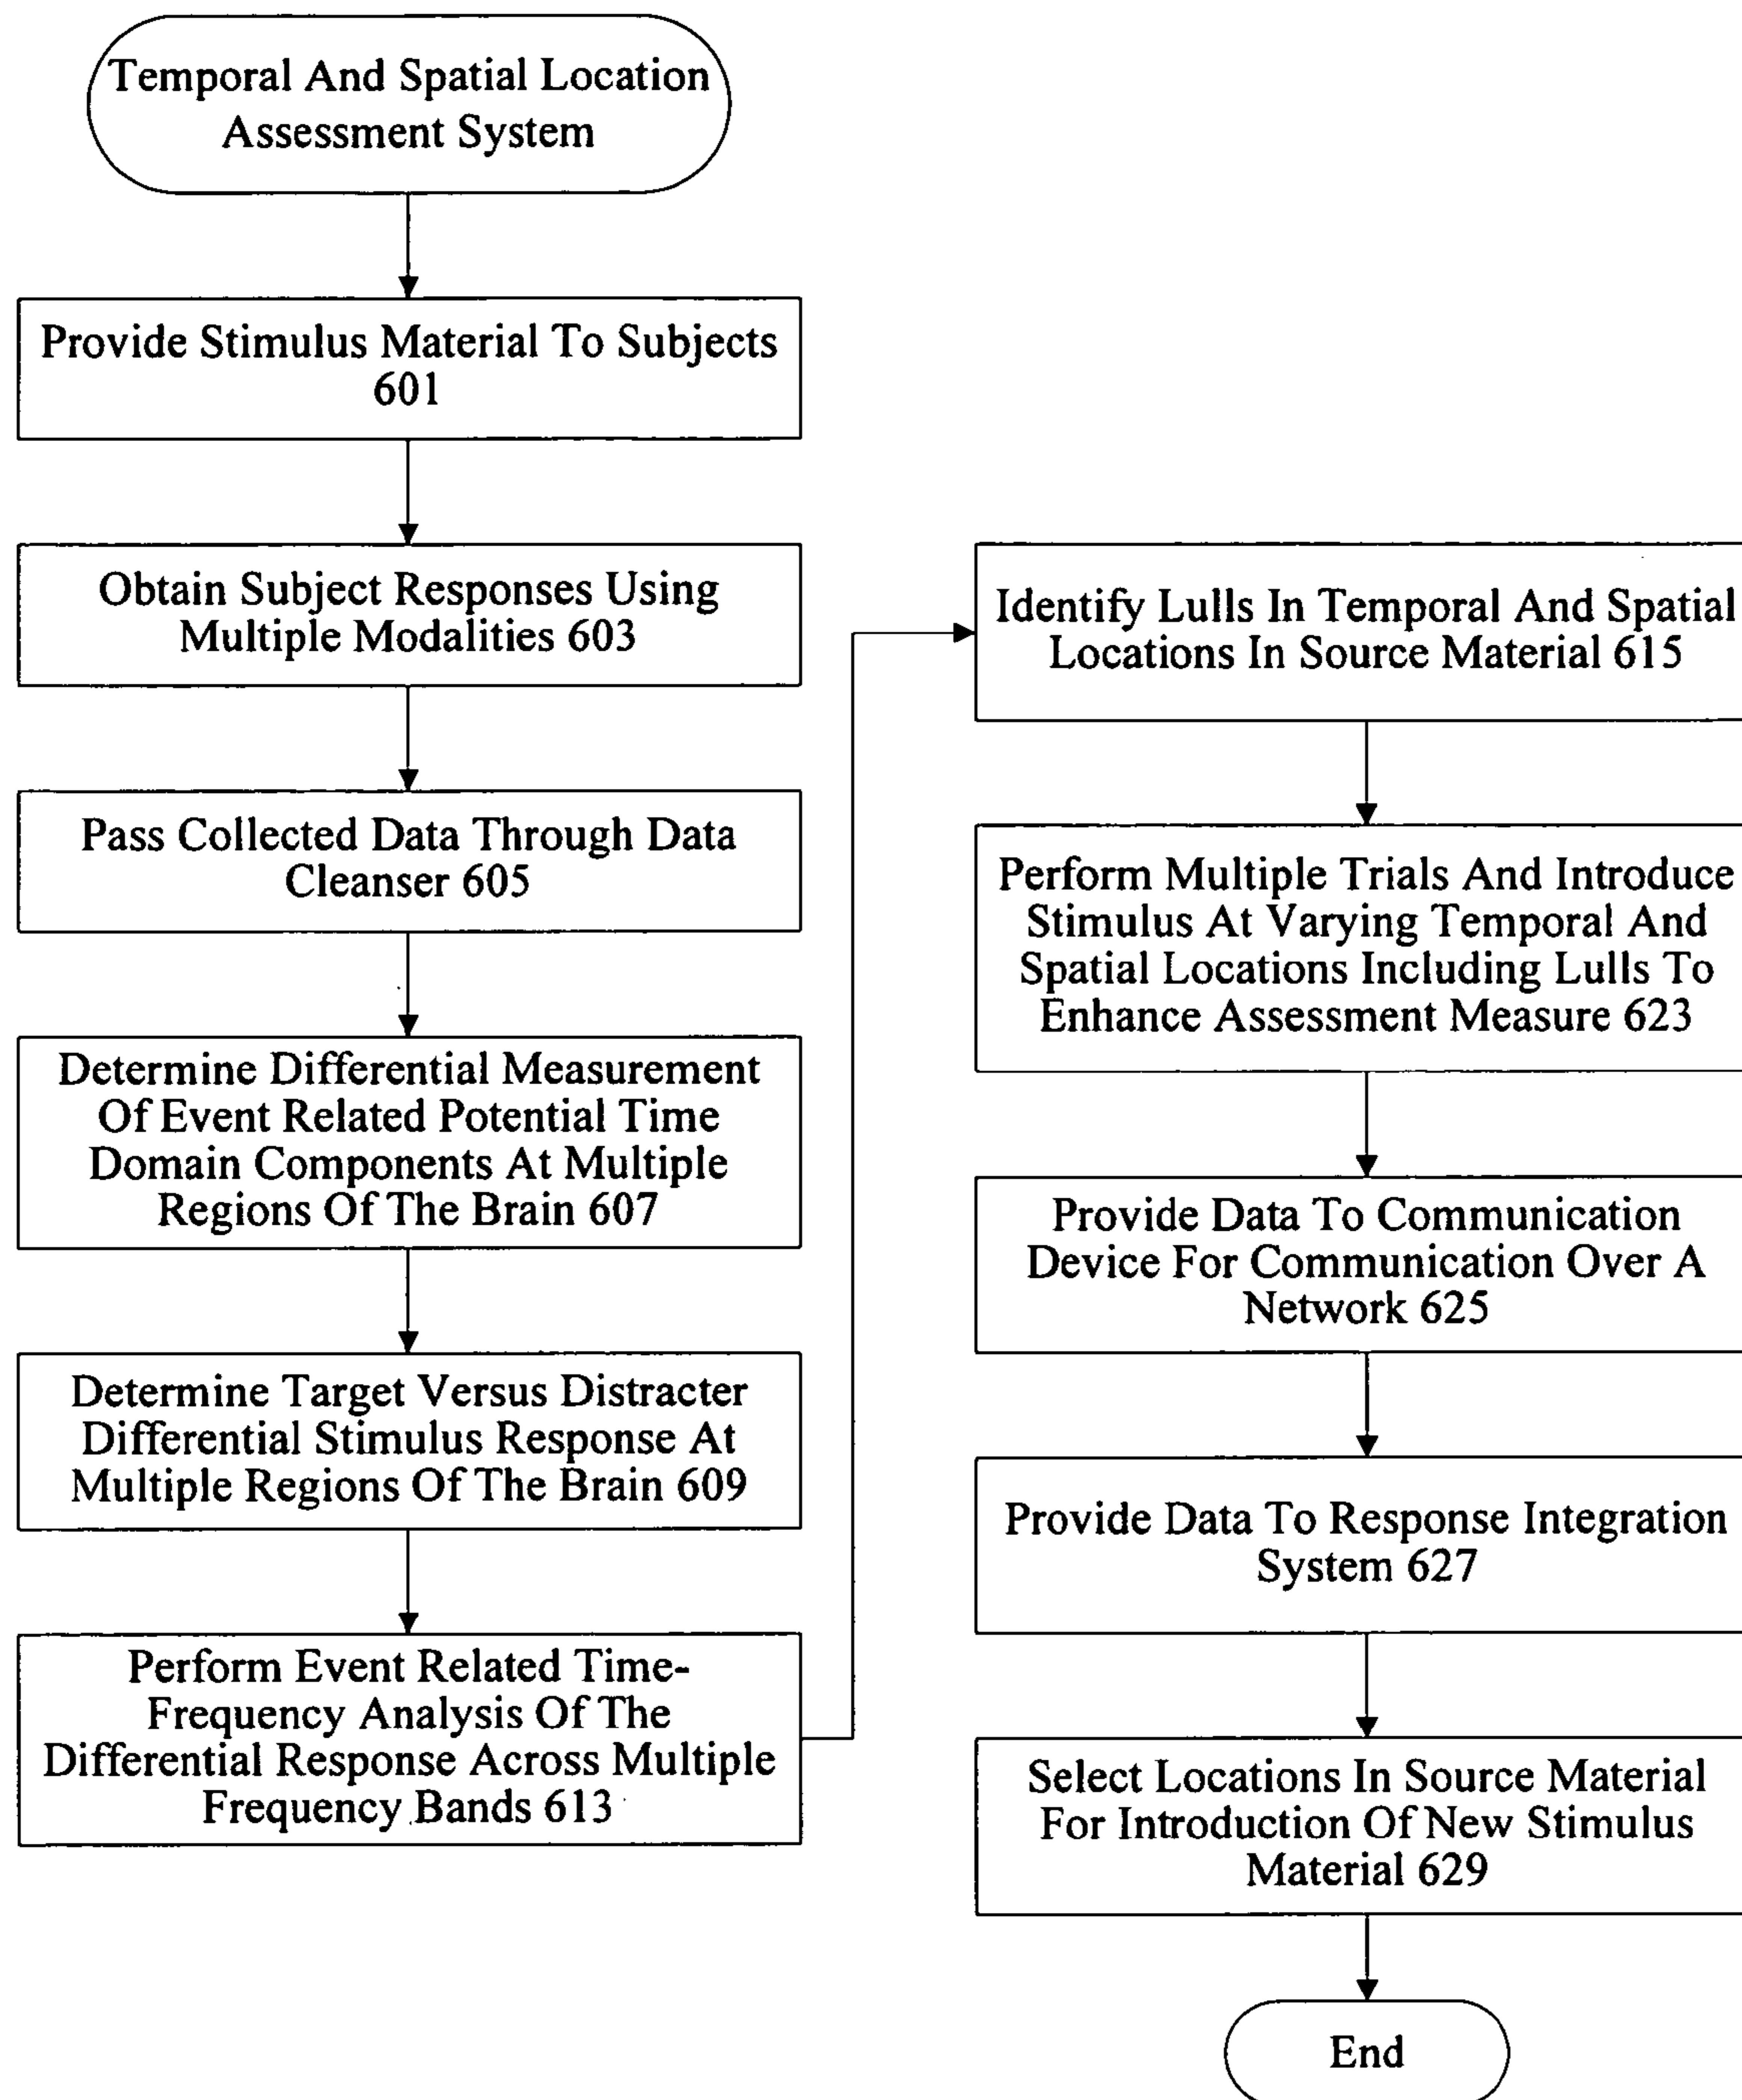 Temporal And Spatial Location
Assessment System
Provide Stimulus Material To Subjects
601
Obtain Subject Responses Using
Multiple Modalities 603
Pass Collected Data Through Data
Cleanser 605
Determine Differential Measurement
Of Event Related Potential Time
Domain Components At Multiple
Regions Of The Brain 607
Determine Target Versus Distracter
Differential Stimulus Response At
Multiple Regions Of The Brain 609
Perform Event Related Time-
Frequency Analysis Of The
Differential Response Across Multiple
Frequency Bands 613
Identify Lulls In Temporal And Spatial
Locations In Source Material 615
Perform Multiple Trials And Introduce
Stimulus At Varying Temporal And
Spatial Locations Including Lulls To
Enhance Assessment Measure 623
Provide Data To Communication
Device For Communication Over A
Network 625
Provide Data To Response Integration
System 627
Select Locations In Source Material
For Introduction Of New Stimulus
Material 629
End